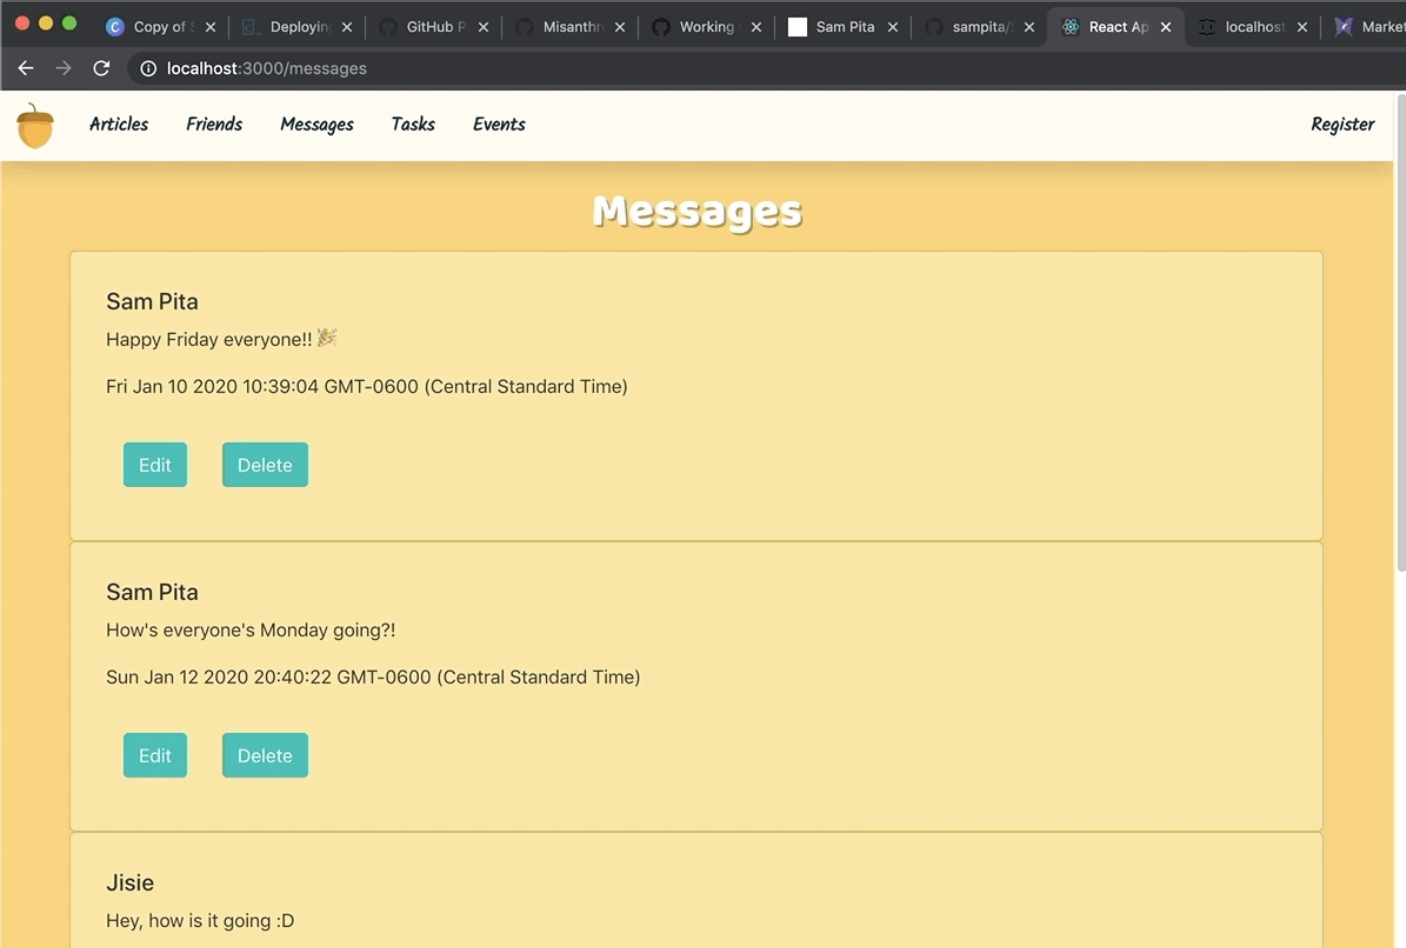 Copy of S
Deploying
GitHub P
Misanthr
Working
Sam Pita
sampita/
React Ap
localhost
Market
localhost:3000/messages
Articles Friends Messages Tasks Events Register
Messages
Sam Pita
Happy Friday everyone!! 🎉
Fri Jan 10 2020 10:39:04 GMT-0600 (Central Standard Time)
Edit Delete
Sam Pita
How's everyone's Monday going?!
Sun Jan 12 2020 20:40:22 GMT-0600 (Central Standard Time)
Edit Delete
Jisie
Hey, how is it going :D